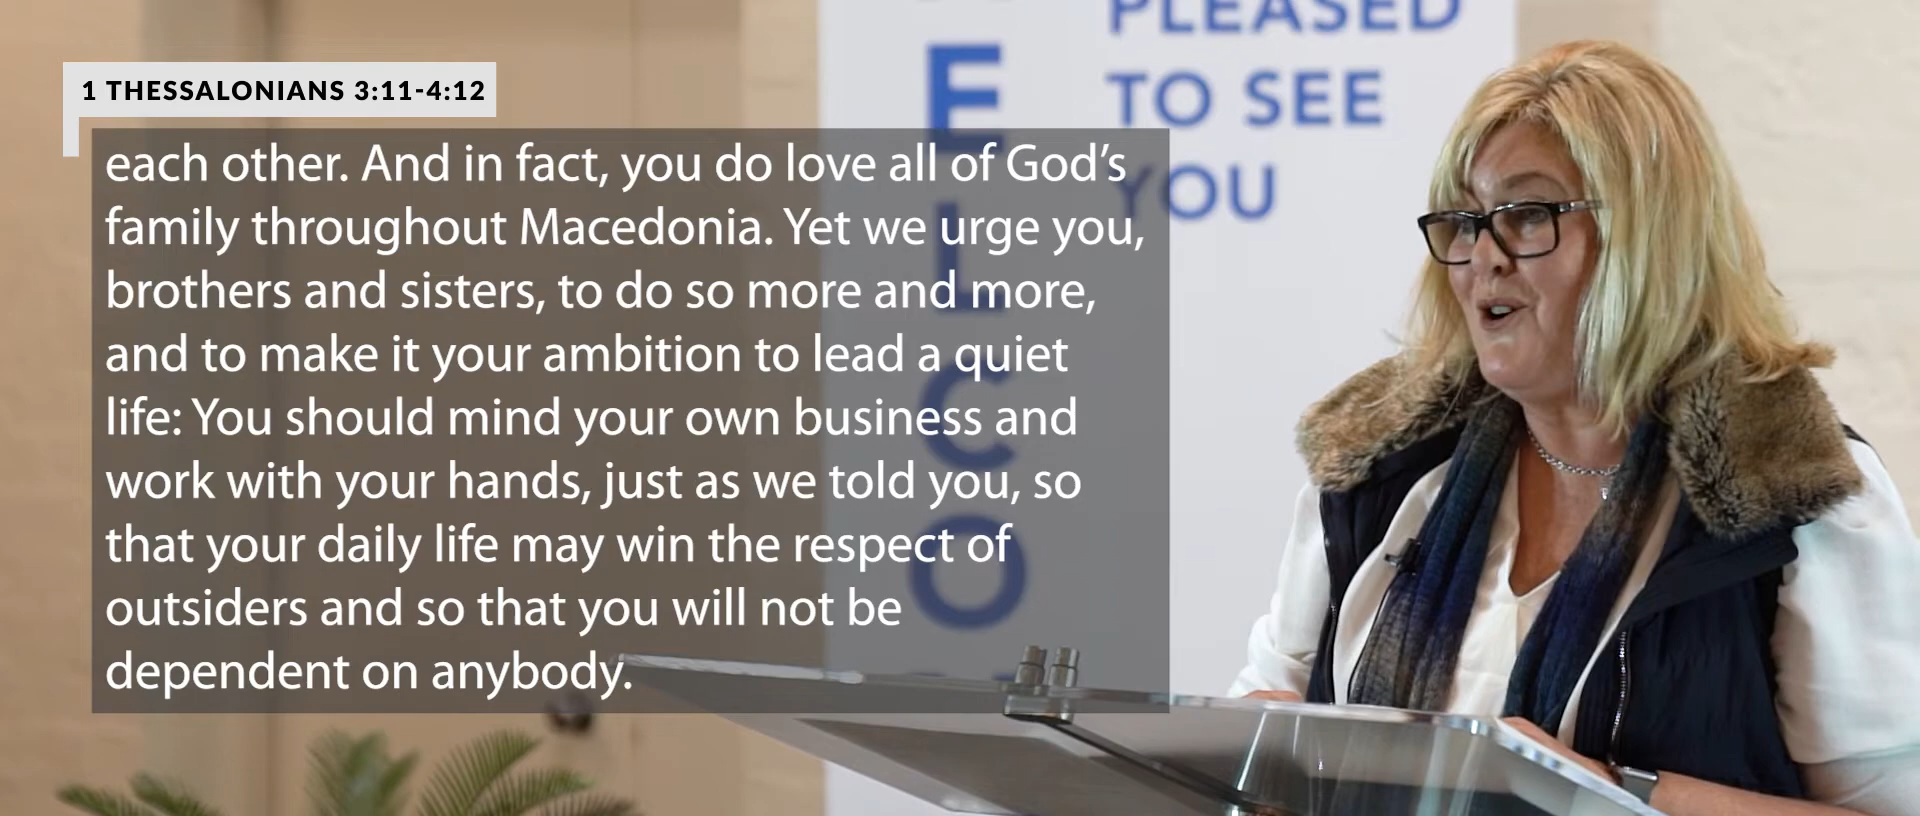 PLEASED
TO SEE
YOU
ELCO
1 THESSALONIANS 3:11-4:12
each other. And in fact, you do love all of God’s
family throughout Macedonia. Yet we urge you,
brothers and sisters, to do so more and more,
and to make it your ambition to lead a quiet
life: You should mind your own business and
work with your hands, just as we told you, so
that your daily life may win the respect of
outsiders and so that you will not be
dependent on anybody.